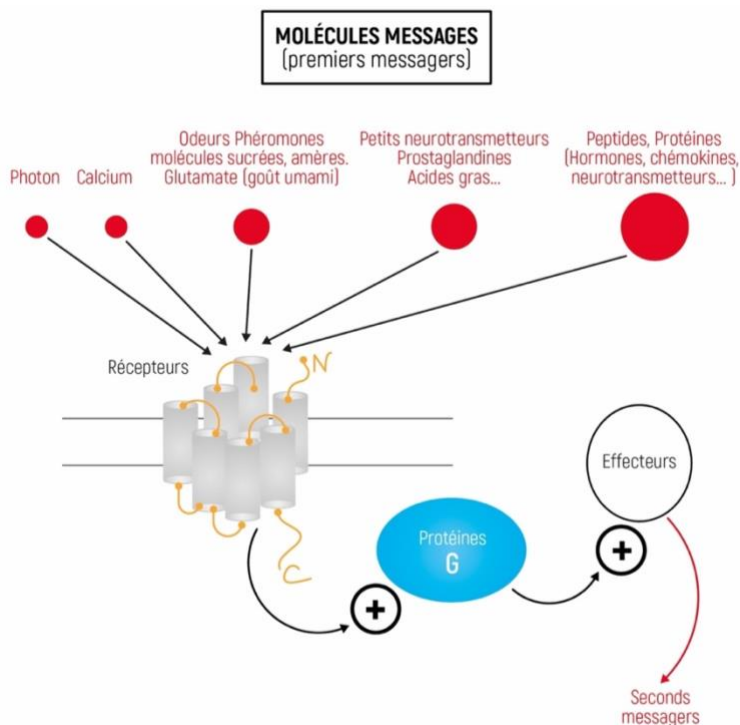 MOLÉCULES MESSAGES
(premiers messagers)
Photon
Calcium
Odeurs Phéromones
molécules sucrées, amères.
Glutamate (goût umami)
Petits neurotransmetteurs
Prostaglandines
Acides gras...
Peptides, Protéines
(Hormones, chémokines,
neurotransmetteurs... )
Récepteurs
N
C
Effecteurs
+
Protéines
G
+
Seconds
messagers